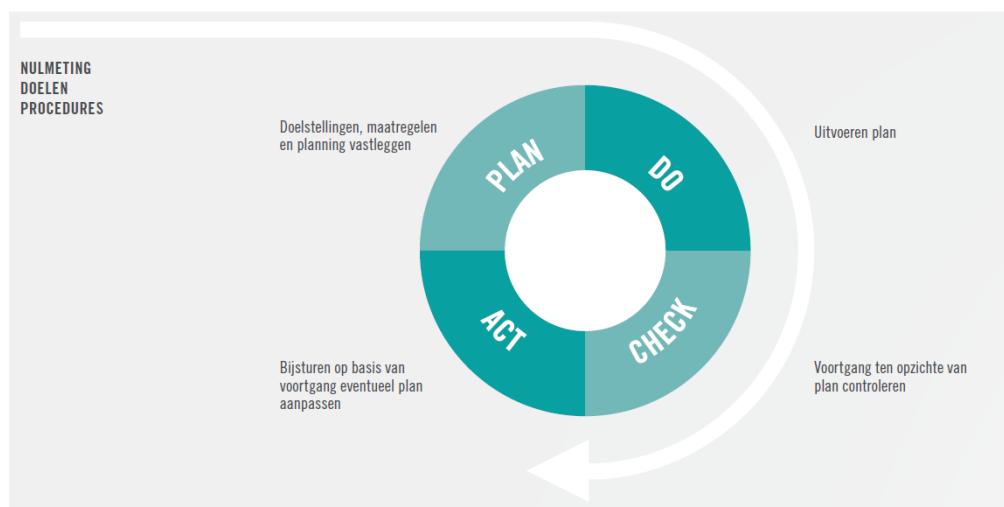 NULMETING
DOELEN
PROCEDURES
Doelstellingen, maatregelen
en planning vastleggen
PLAN
DO
Uitvoeren plan
ACT
CHECK
Bijsturen op basis van
voortgang eventueel plan
aanpassen
Voortgang ten opzichte van
plan controleren